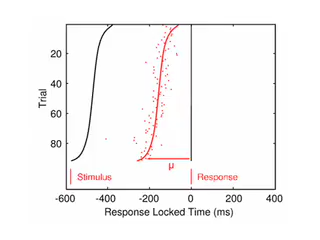 Trial
20
40
60
80
μ
Stimulus
Response
-600 -400 -200 0 200 400
Response Locked Time (ms)